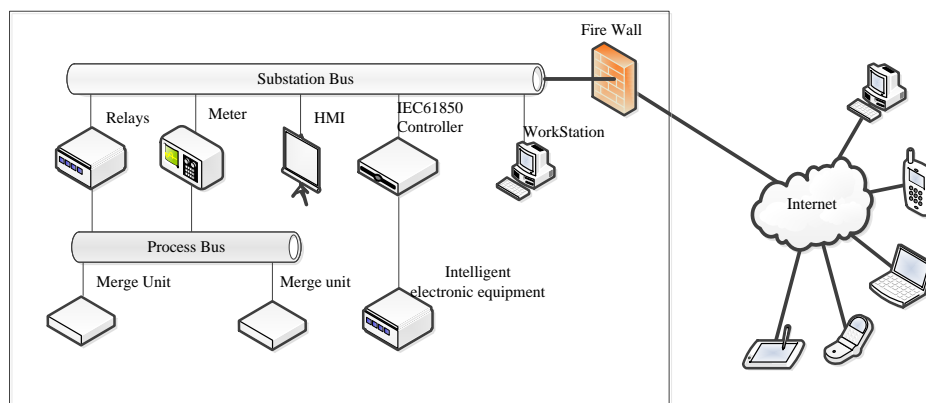 Fire Wall
Substation Bus
Relays
Meter
HMI
IEC61850
Controller
WorkStation
Internet
Process Bus
Merge Unit
Merge unit
Intelligent
electronic equipment